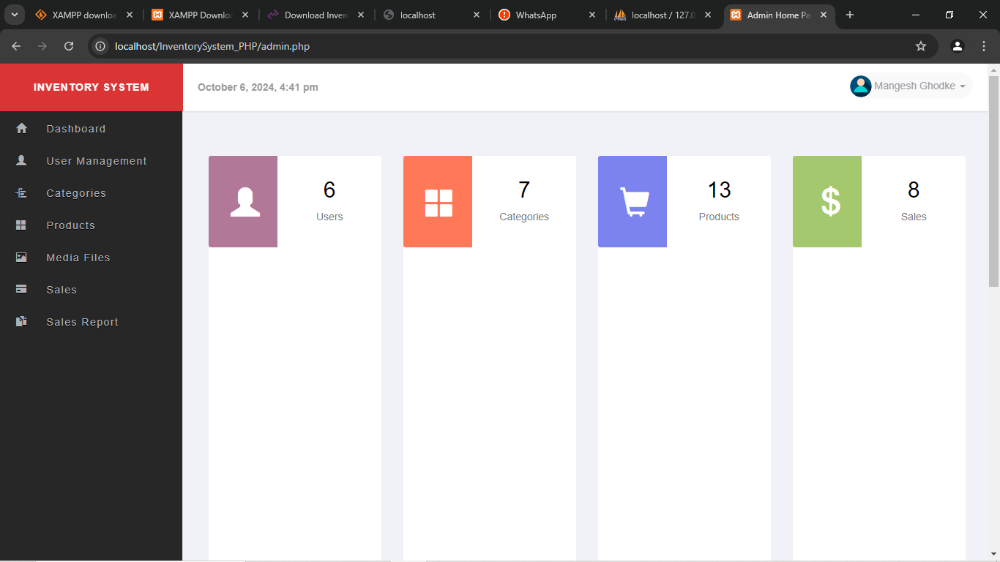 XAMPP downloa
XAMPP Downlo
Download Inven
localhost
WhatsApp
localhost / 127.0
Admin Home Pa
localhost/InventorySystem_PHP/admin.php
INVENTORY SYSTEM
October 6, 2024, 4:41 pm
Mangesh Ghodke
Dashboard
User Management
Categories
Products
Media Files
Sales
Sales Report
6
Users
7
Categories
13
Products
$
8
Sales